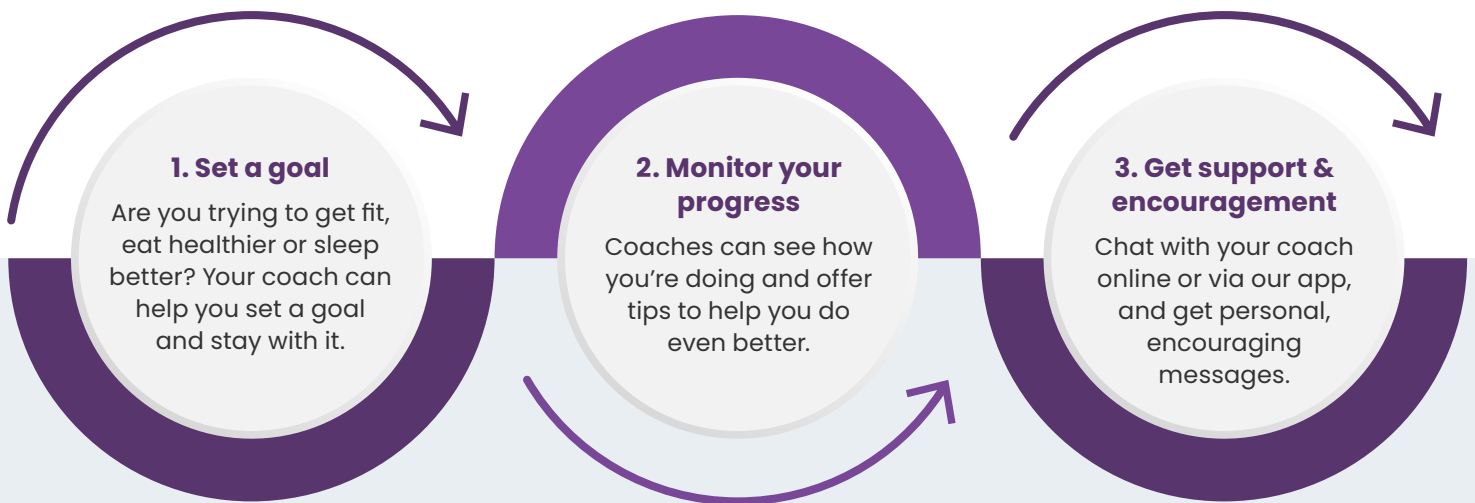 1. Set a goal
Are you trying to get fit,
eat healthier or sleep
better? Your coach can
help you set a goal
and stay with it.
2. Monitor your
progress
Coaches can see how
you’re doing and offer
tips to help you do
even better.
3. Get support &
encouragement
Chat with your coach
online or via our app,
and get personal,
encouraging
messages.